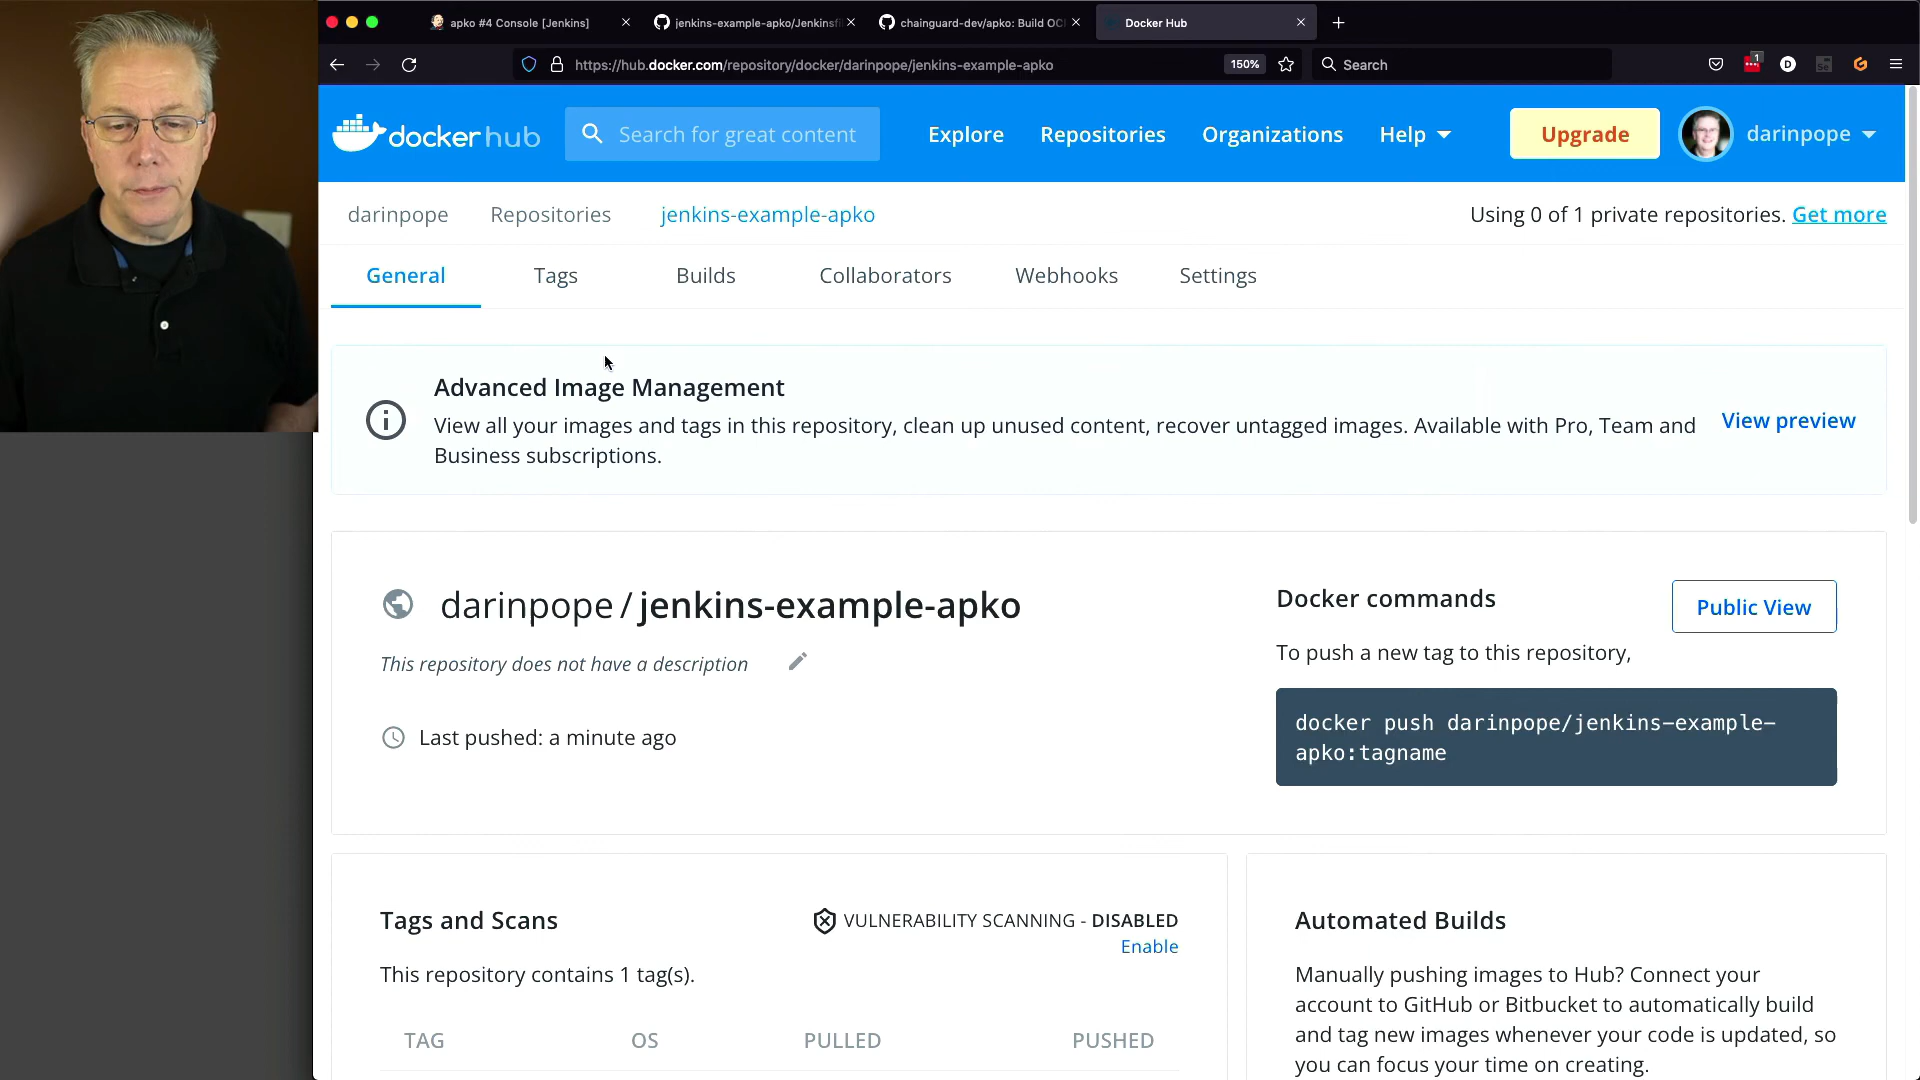 apko #4 Console [Jenkins]
jenkins-example-apko/Jenkinsfi
chainguard-dev/apko: Build OCI
Docker Hub
https://hub.docker.com/repository/docker/darinpope/jenkins-example-apko
150%
Search
1
docker hub
Search for great content
Explore
Repositories
Organizations
Help
Upgrade
darinpope
darinpope
Repositories
jenkins-example-apko
Using 0 of 1 private repositories. Get more
General
Tags
Builds
Collaborators
Webhooks
Settings
Advanced Image Management
View all your images and tags in this repository, clean up unused content, recover untagged images. Available with Pro, Team and
Business subscriptions.
View preview
darinpope / jenkins-example-apko
This repository does not have a description
Last pushed: a minute ago
Docker commands
Public View
To push a new tag to this repository,
docker push darinpope/jenkins-example-
apko:tagname
Tags and Scans
VULNERABILITY SCANNING - DISABLED
Enable
This repository contains 1 tag(s).
TAG
OS
PULLED
PUSHED
Automated Builds
Manually pushing images to Hub? Connect your
account to GitHub or Bitbucket to automatically build
and tag new images whenever your code is updated, so
you can focus your time on creating.